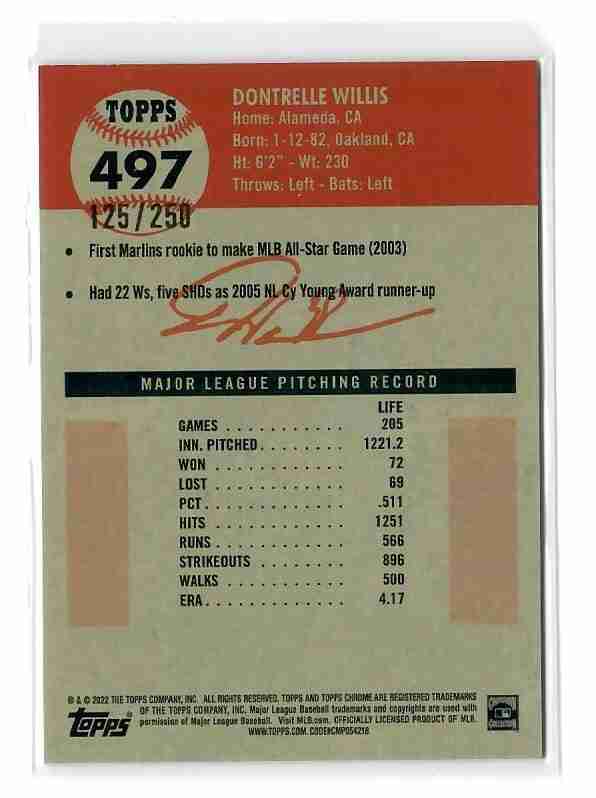 TOPPS
497
125/250
DONTRELLE WILLIS
Home: Alameda, CA
Born: 1-12-82, Oakland, CA
Ht: 6'2" - Wt: 230
Throws: Left - Bats: Left
• First Marlins rookie to make MLB All-Star Game (2003)
• Had 22 Ws, five SHOs as 2005 NL Cy Young Award runner-up
MAJOR LEAGUE PITCHING RECORD
LIFE
GAMES . . . . . . . . . . . . 205
INN. PITCHED. . . . . . . . . 1221.2
WON . . . . . . . . . . . . 72
LOST . . . . . . . . . . . . 69
PCT. . . . . . . . . . . . . .511
HITS . . . . . . . . . . . . 1251
RUNS . . . . . . . . . . . . 566
STRIKEOUTS . . . . . . . . . 896
WALKS . . . . . . . . . . . 500
ERA. . . . . . . . . . . . . 4.17
® & © 2022 THE TOPPS COMPANY, INC. ALL RIGHTS RESERVED. TOPPS AND TOPPS CHROME ARE REGISTERED TRADEMARKS
OF THE TOPPS COMPANY, INC. Major League Baseball trademarks and copyrights are used with
permission of Major League Baseball. Visit MLB.com. OFFICIALLY LICENSED PRODUCT OF MLB.
WWW.TOPPS.COM. CODE#CMP054218
topps